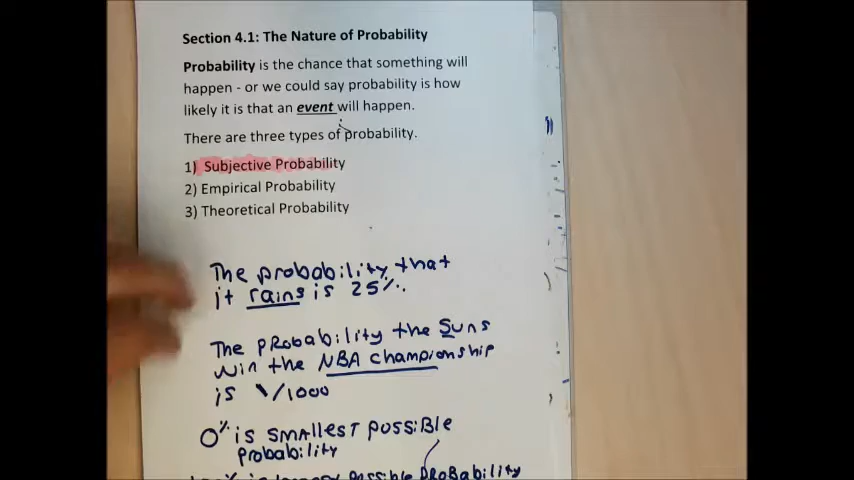 Section 4.1: The Nature of Probability
Probability is the chance that something will
happen - or we could say probability is how
likely it is that an event will happen.
There are three types of probability.
1) Subjective Probability
2) Empirical Probability
3) Theoretical Probability
The probability that
it rains is 25%.
The probability the Suns
win the NBA championship
is 1/1000
0% is smallest possible
probability
possible probability